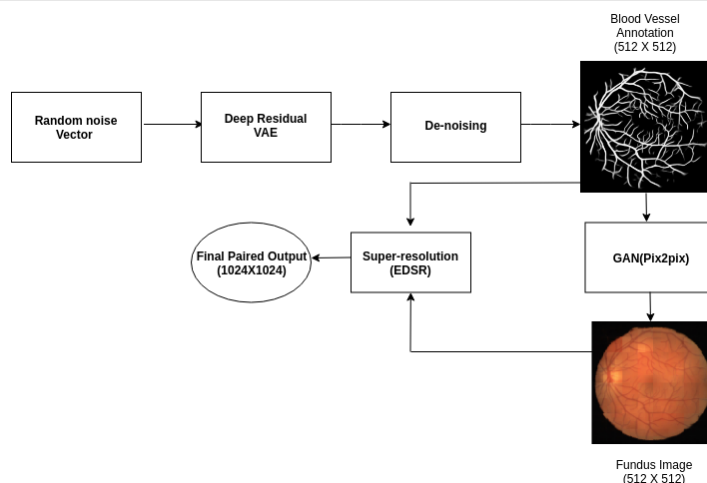 Blood Vessel
Annotation
(512 X 512)
Random noise
Vector
Deep Residual
VAE
De-noising
Final Paired Output
(1024X1024)
Super-resolution
(EDSR)
GAN(Pix2pix)
Fundus Image
(512 X 512)